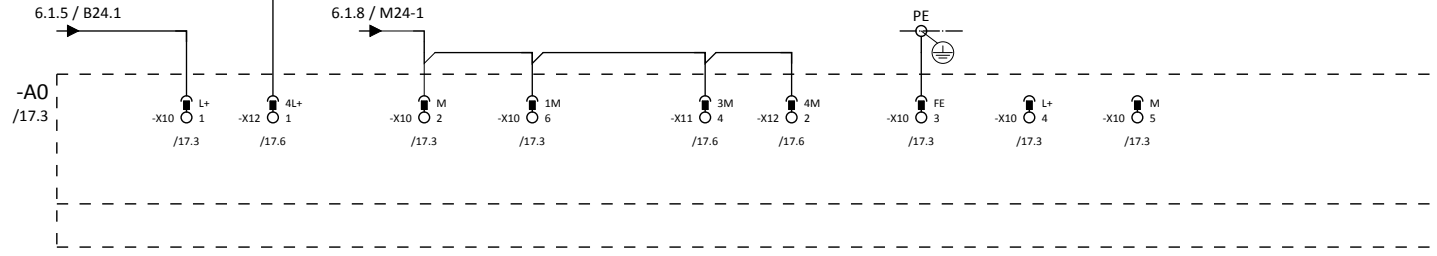 6.1.5 / B24.1 6.1.8 / M24-1 PE
-A0
/17.3
L+ 4L+ M 1M 3M 4M FE L+ M
-X10 1 -X12 1 -X10 2 -X10 6 -X11 4 -X12 2 -X10 3 -X10 4 -X10 5
/17.3 /17.6 /17.3 /17.3 /17.6 /17.6 /17.3 /17.3 /17.3